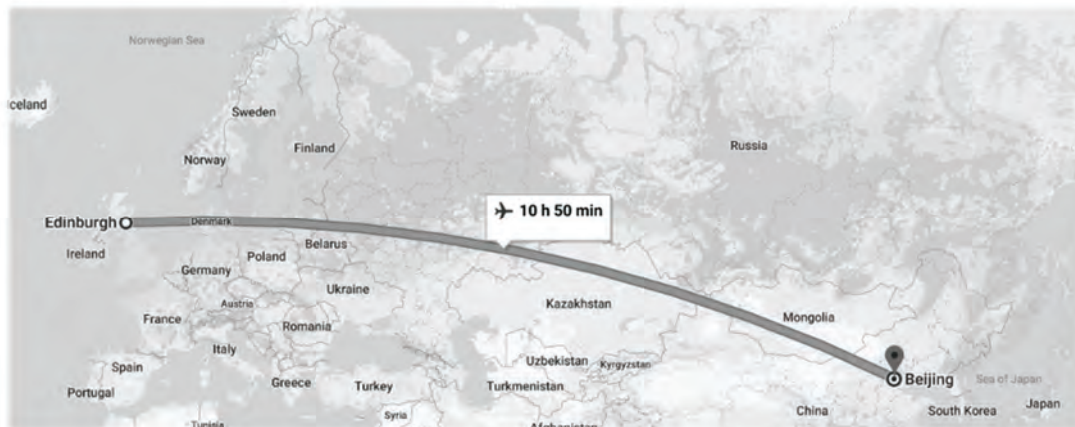 Norwegian Sea
Iceland
Sweden
Finland
Norway
Russia
Edinburgh
Denmark
10 h 50 min
Ireland
Belarus
Poland
Germany
Ukraine
Austria
Kazakhstan
Mongolia
France
Romania
Italy
Uzbekistan
Kyrgyzstan
Spain
Greece
Turkey
Turkmenistan
Beijing
Sea of Japan
Portugal
Syria
China
South Korea
Japan
Tunisia
Afghanistan